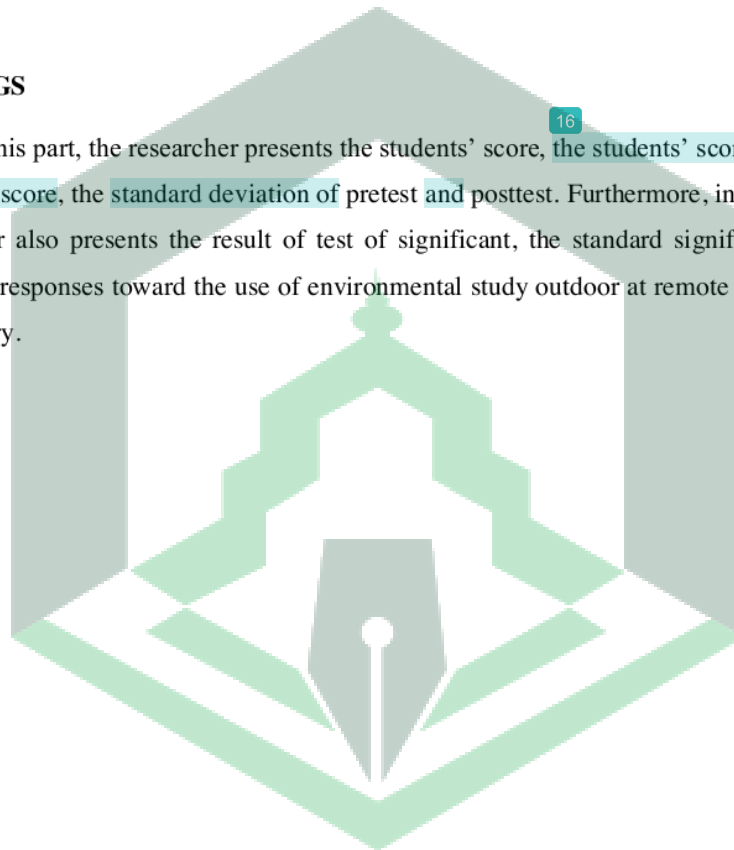 GS
16
his part, the researcher presents the students’ score, the students’ scor
score, the standard deviation of pretest and posttest. Furthermore, in
r also presents the result of test of significant, the standard signif
responses toward the use of environmental study outdoor at remote
ry.